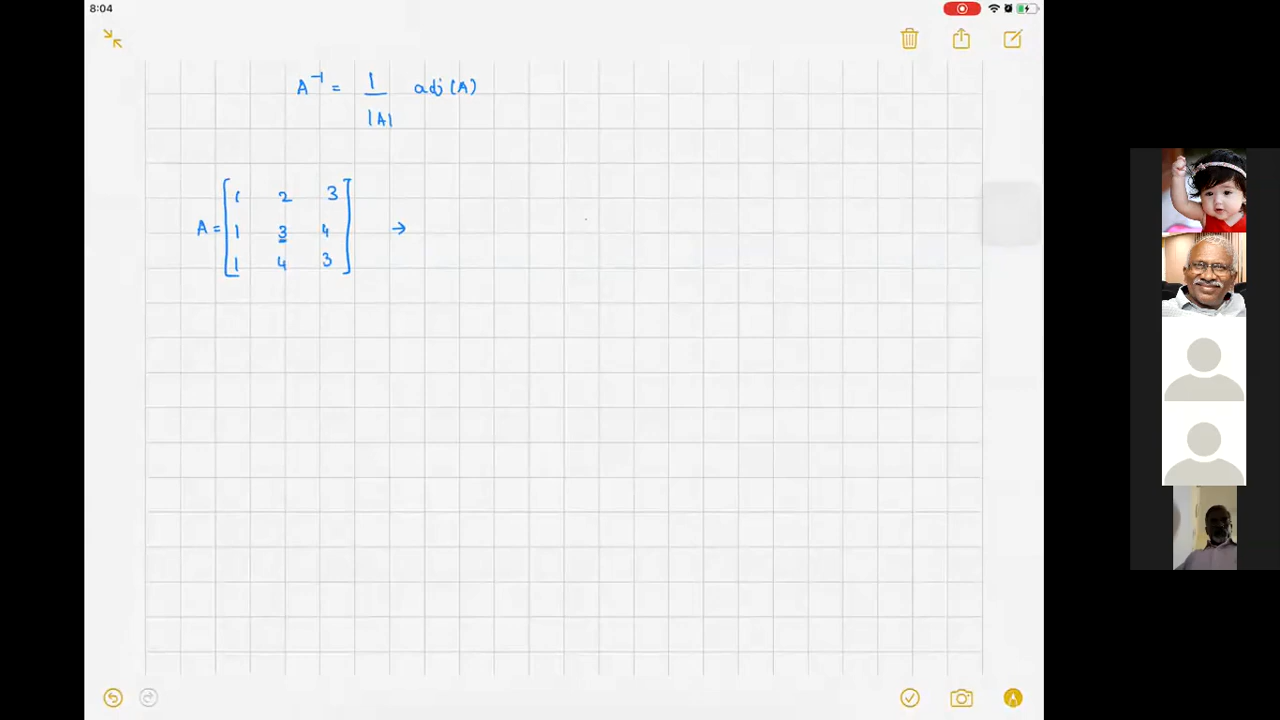 8:04
A⁻¹ = 1/|A| adj(A)
A = [1 2 3
1 3 4 →
1 4 3]